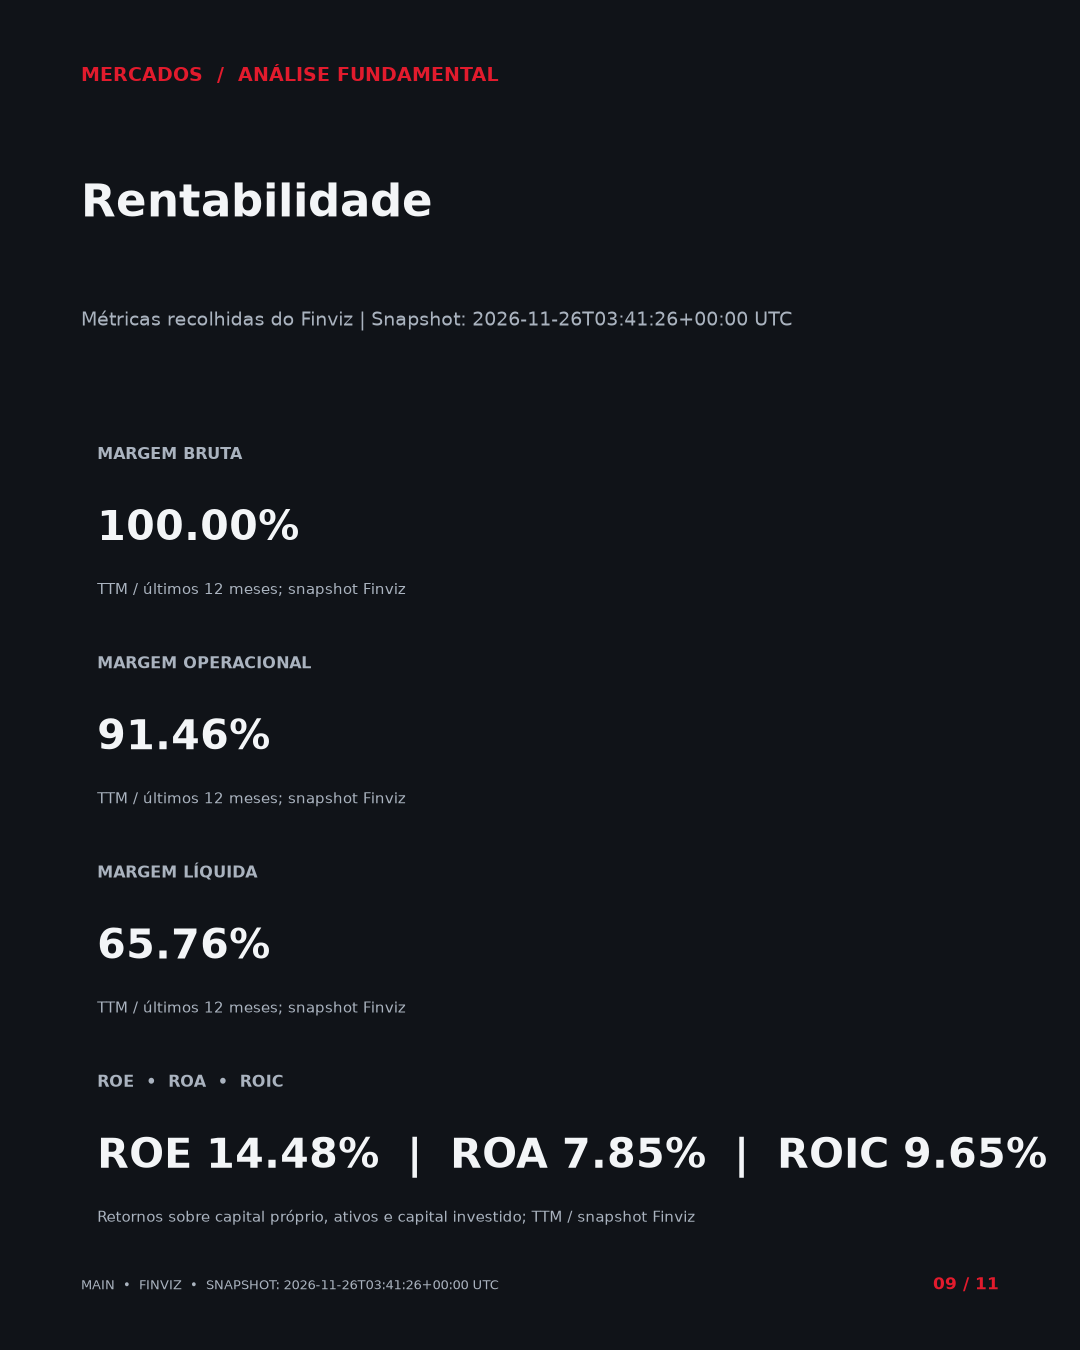 MERCADOS / ANÁLISE FUNDAMENTAL
Rentabilidade
Métricas recolhidas do Finviz | Snapshot: 2026-11-26T03:41:26+00:00 UTC
MARGEM BRUTA
100.00%
TTM / últimos 12 meses; snapshot Finviz
MARGEM OPERACIONAL
91.46%
TTM / últimos 12 meses; snapshot Finviz
MARGEM LÍQUIDA
65.76%
TTM / últimos 12 meses; snapshot Finviz
ROE • ROA • ROIC
ROE 14.48% | ROA 7.85% | ROIC 9.65%
Retornos sobre capital próprio, ativos e capital investido; TTM / snapshot Finviz
MAIN • FINVIZ • SNAPSHOT: 2026-11-26T03:41:26+00:00 UTC
09 / 11